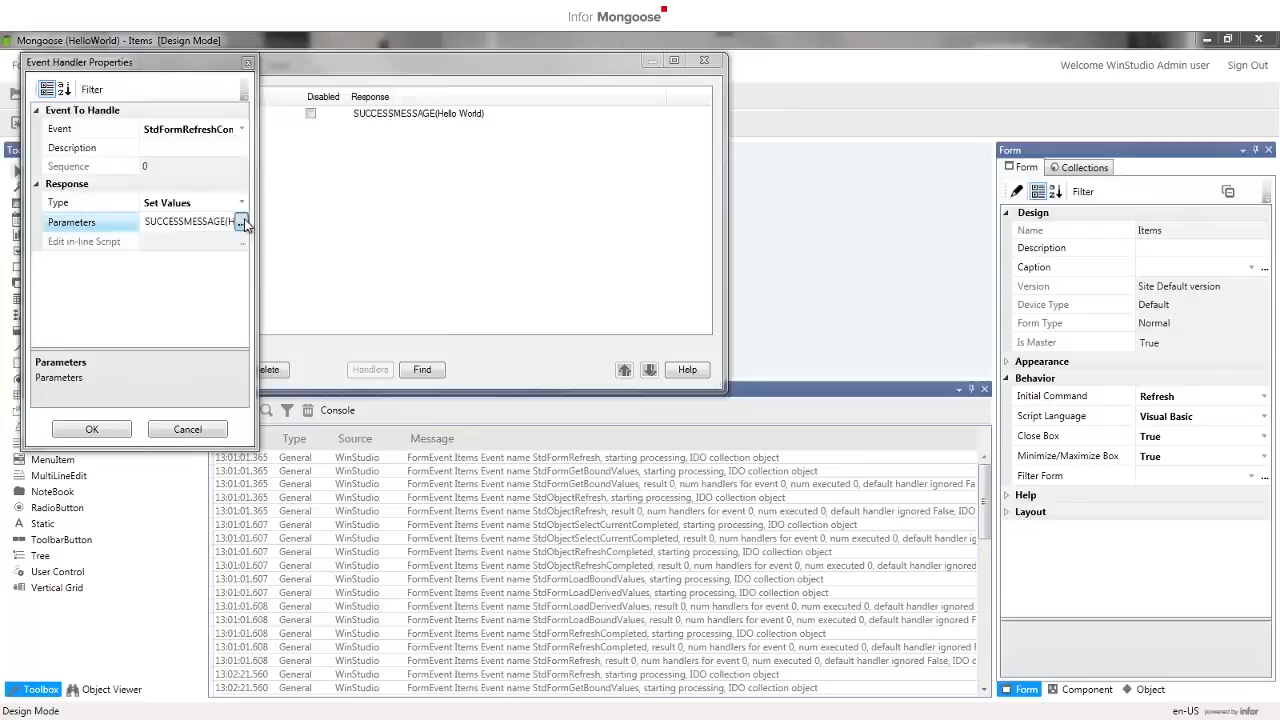 Infor Mongoose
Mongoose (HelloWorld) - Items [Design Mode]
Welcome WinStudio Admin user
Sign Out
Event Handler Properties
Filter
Event To Handle
Event
StdFormRefreshCon
Description
Sequence
0
Response
Type
Set Values
Parameters
SUCCESSMESSAGE(H
...
Edit in-line Script
...
Parameters
Parameters
OK
Cancel
Disabled
Response
SUCCESSMESSAGE(Hello World)
elete
Handlers
Find
Help
Form
Form
Collections
Filter
Design
Name
Items
Description
Caption
...
Version
Site Default version
Device Type
Default
Form Type
Normal
Is Master
True
Appearance
Behavior
Initial Command
Refresh
Script Language
Visual Basic
Close Box
True
Minimize/Maximize Box
True
Filter Form
...
Help
Layout
Console
Type
Source
Message
13:01:01.365 General WinStudio FormEvent Items Event name StdFormRefresh, starting processing, IDO collection object
13:01:01.365 General WinStudio FormEvent Items Event name StdFormGetBoundValues, starting processing, IDO collection object
13:01:01.365 General WinStudio FormEvent Items Event name StdFormGetBoundValues, result 0, num handlers for event 0, num executed 0, default handler ignored Fa
13:01:01.365 General WinStudio FormEvent Items Event name StdObjectRefresh, starting processing, IDO collection object
13:01:01.365 General WinStudio FormEvent Items Event name StdObjectRefresh, result 0, num handlers for event 0, num executed 0, default handler ignored False, IDO
13:01:01.607 General WinStudio FormEvent Items Event name StdObjectSelectCurrentCompleted, starting processing, IDO collection object
13:01:01.607 General WinStudio FormEvent Items Event name StdObjectSelectCurrentCompleted, result 0, num handlers for event 0, num executed 0, default handler ig
13:01:01.607 General WinStudio FormEvent Items Event name StdObjectRefreshCompleted, starting processing, IDO collection object
13:01:01.607 General WinStudio FormEvent Items Event name StdObjectRefreshCompleted, result 0, num handlers for event 0, num executed 0, default handler ignored
13:01:01.607 General WinStudio FormEvent Items Event name StdFormLoadBoundValues, starting processing, IDO collection object
13:01:01.607 General WinStudio FormEvent Items Event name StdFormLoadDerivedValues, starting processing, IDO collection object
13:01:01.608 General WinStudio FormEvent Items Event name StdFormLoadDerivedValues, result 0, num handlers for event 0, num executed 0, default handler ignored
13:01:01.608 General WinStudio FormEvent Items Event name StdFormLoadBoundValues, result 0, num handlers for event 0, num executed 0, default handler ignored F
13:01:01.608 General WinStudio FormEvent Items Event name StdFormRefreshCompleted, starting processing, IDO collection object
13:01:01.608 General WinStudio FormEvent Items Event name StdFormRefreshCompleted, result 0, num handlers for event 0, num executed 0, default handler ignored
13:01:01.608 General WinStudio FormEvent Items Event name StdFormRefresh, result 0, num handlers for event 0, num executed 0, default handler ignored False, IDO c
13:02:21.560 General WinStudio FormEvent Items Event name StdFormRefresh, starting processing, IDO collection object
13:02:21.560 General WinStudio FormEvent Items Event name StdFormGetBoundValues, starting processing, IDO collection object
MenuItem
MultiLineEdit
NoteBook
RadioButton
Static
ToolbarButton
Tree
User Control
Vertical Grid
Toolbox
Object Viewer
Form
Component
Object
Design Mode
en-US powered by infor